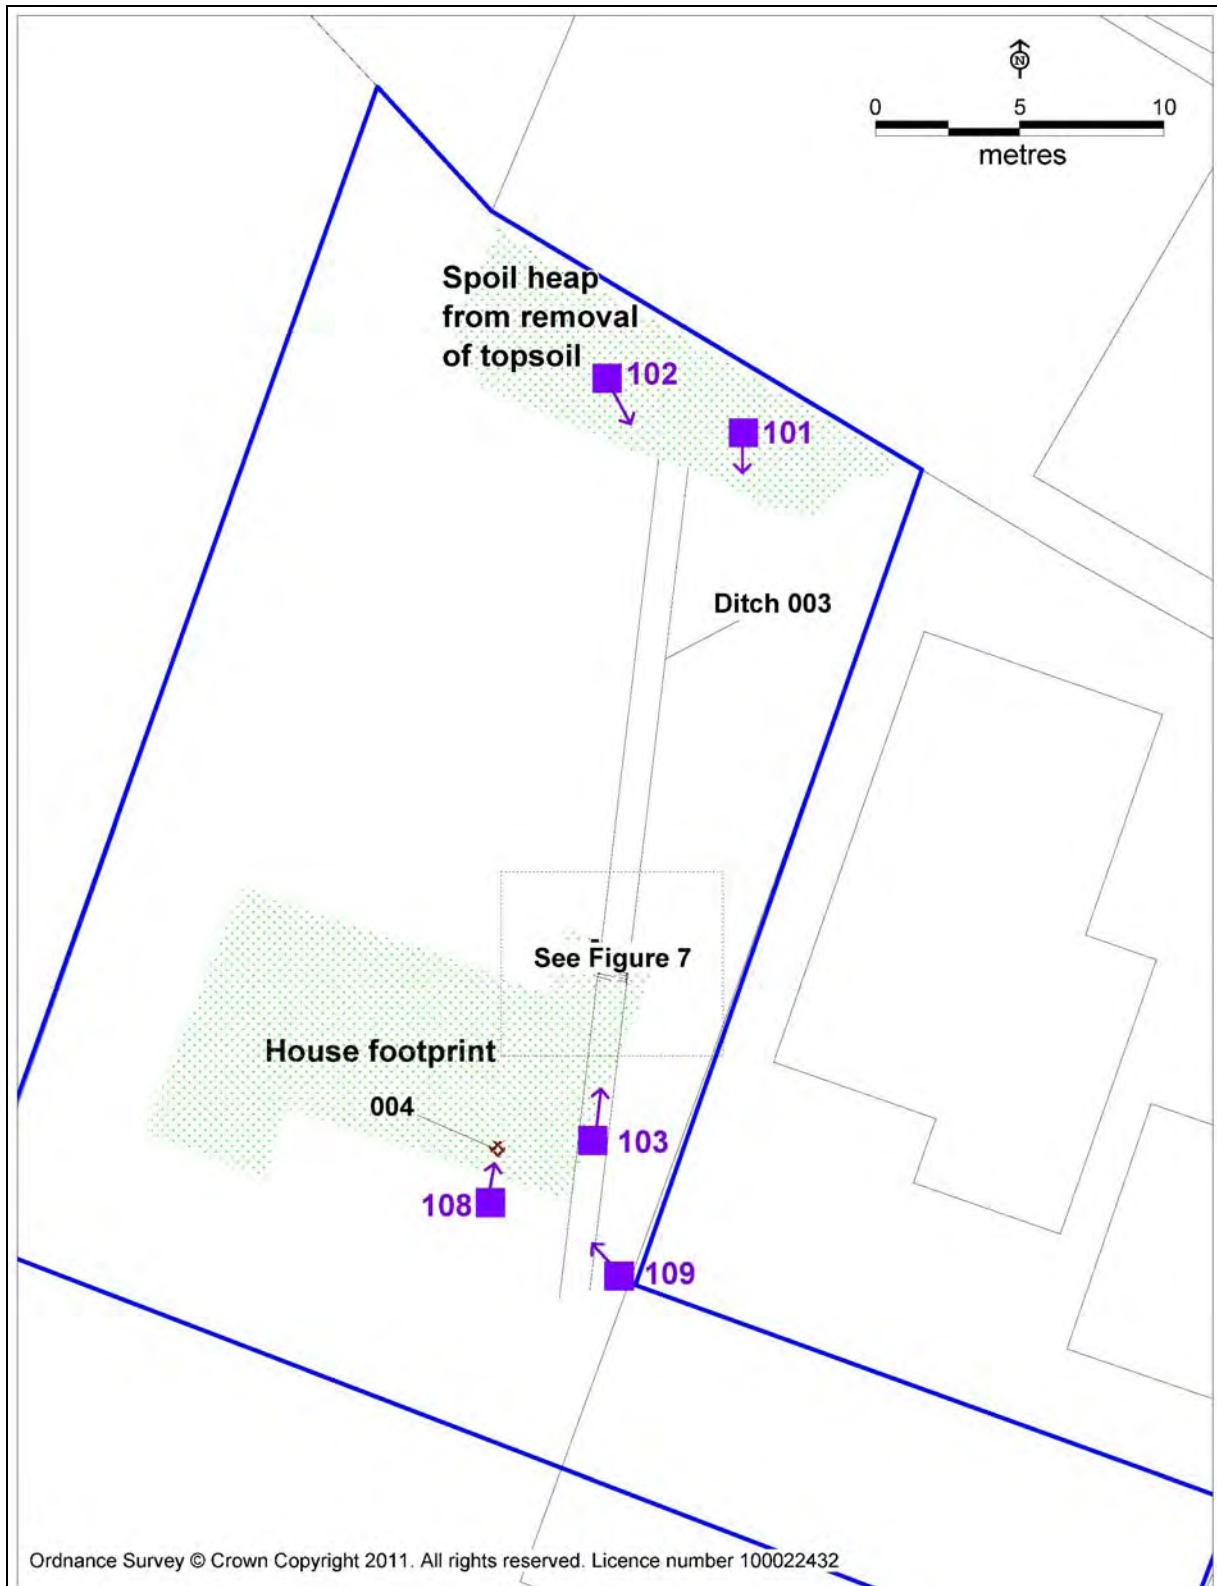 N
0 5 10
metres
Spoil heap
from removal
of topsoil
102
101
Ditch 003
See Figure 7
House footprint
004
103
108
109
Ordnance Survey © Crown Copyright 2011. All rights reserved. Licence number 100022432